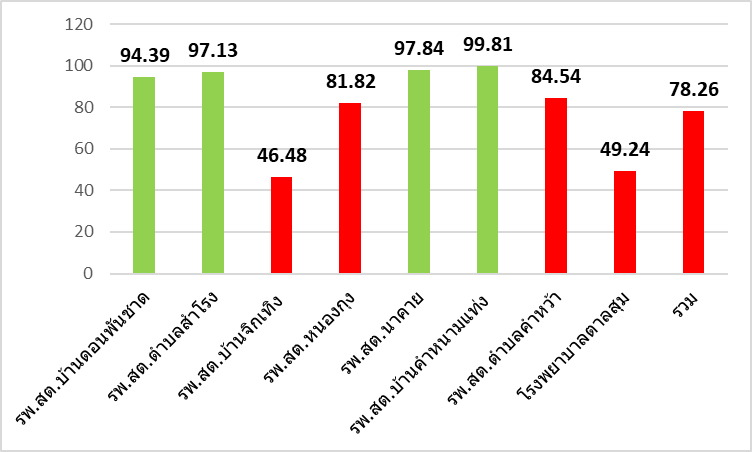 120
100
80
60
40
20
0
94.39
97.13
46.48
81.82
97.84
99.81
84.54
49.24
78.26
รพ.สต.บ้านดอนพันชาด
รพ.สต.ตำบลสำโรง
รพ.สต.บ้านจิกเทิง
รพ.สต.หนองกุง
รพ.สต.นาคาย
รพ.สต.บ้านคำหนามแท่ง
รพ.สต.ตำบลคำหว้า
โรงพยาบาลตาลสุม
รวม